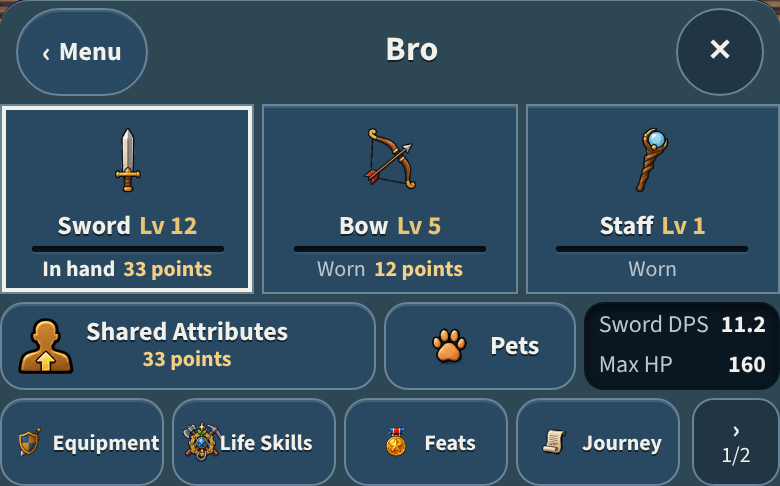 ‹ Menu
Bro
✕
Sword Lv 12
In hand 33 points
Bow Lv 5
Worn 12 points
Staff Lv 1
Worn
Shared Attributes
33 points
Pets
Sword DPS 11.2
Max HP 160
Equipment
Life Skills
Feats
Journey
›
1/2